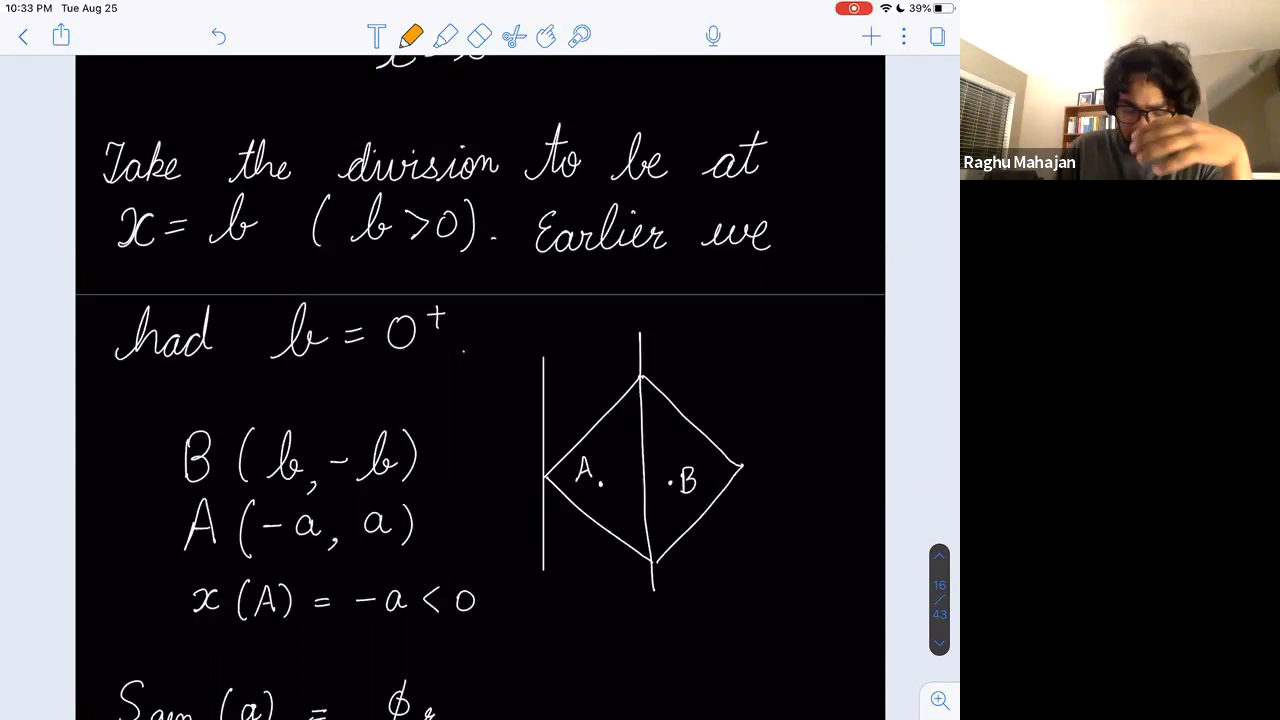 10:33 PM Tue Aug 25
39%
Take the division to be at
x = b ( b > 0). Earlier we
had b = 0⁺.
B ( b, - b)
A ( - a , a )
x (A) = - a < 0
A
B
16
/
43
Raghu Mahajan